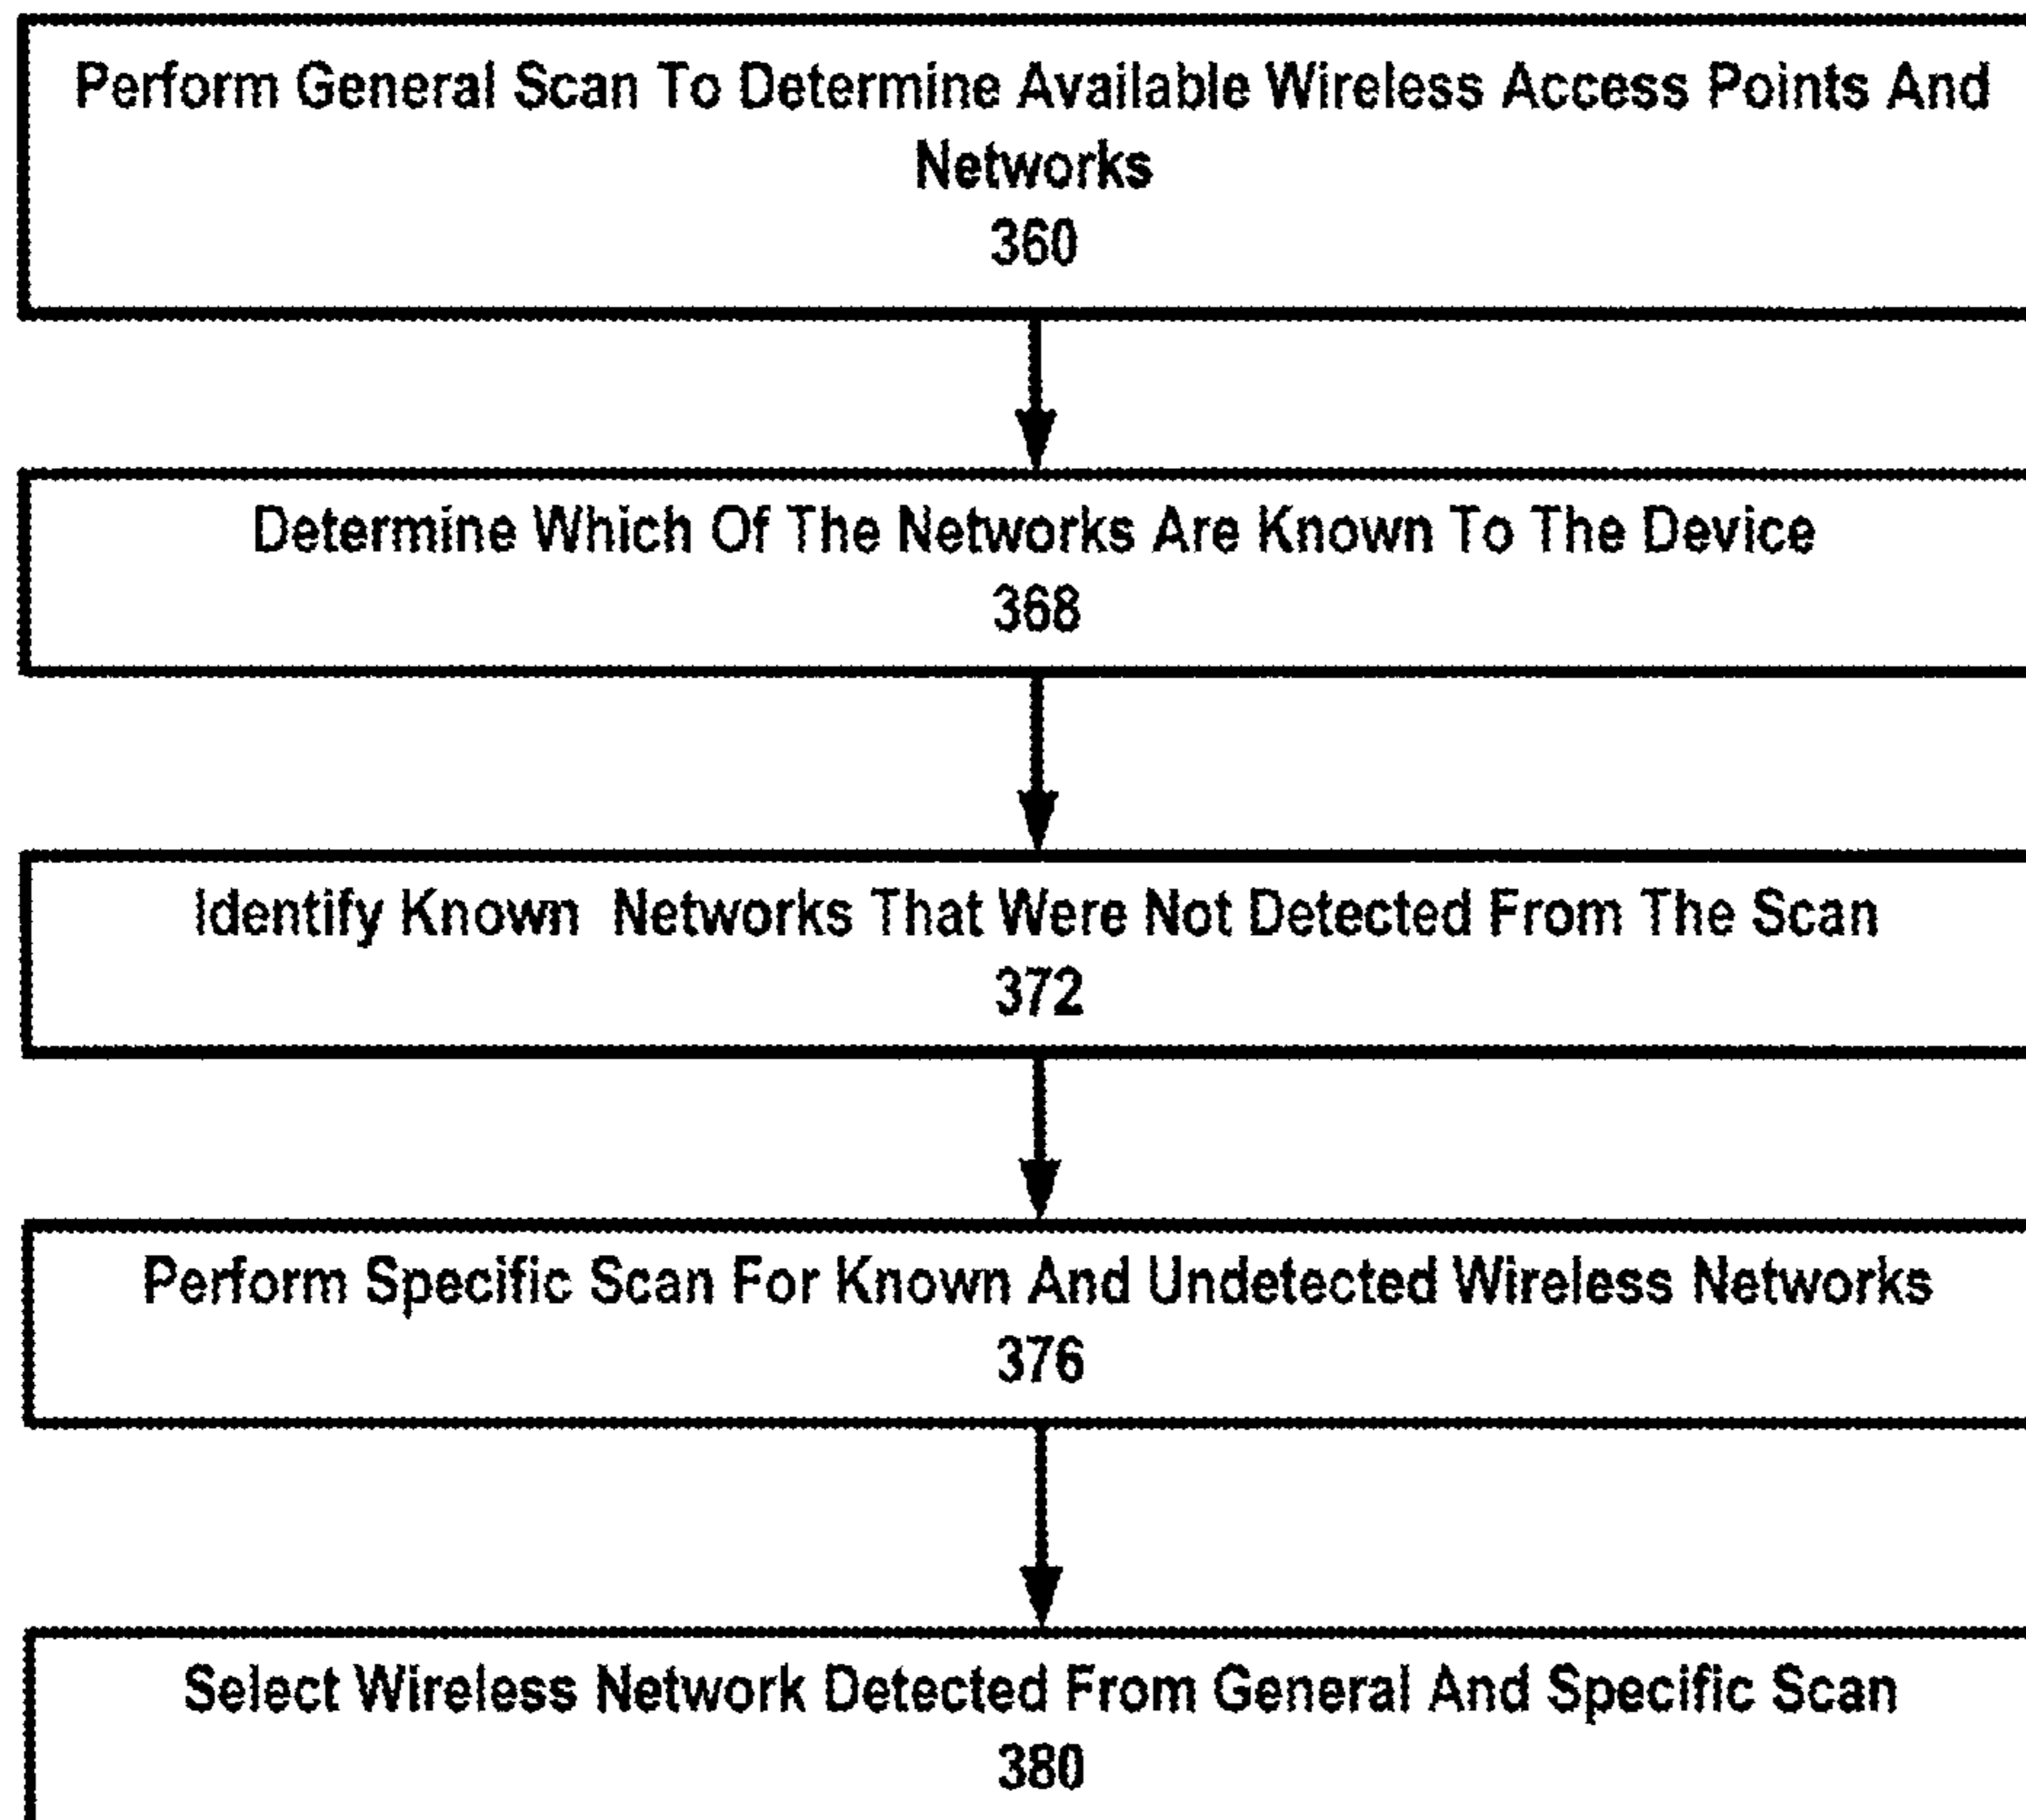 Perform General Scan To Determine Available Wireless Access Points And
Networks
360
Determine Which Of The Networks Are Known To The Device
368
Identify Known Networks That Were Not Detected From The Scan
372
Perform Specific Scan For Known And Undetected Wireless Networks
376
Select Wireless Network Detected From General And Specific Scan
380